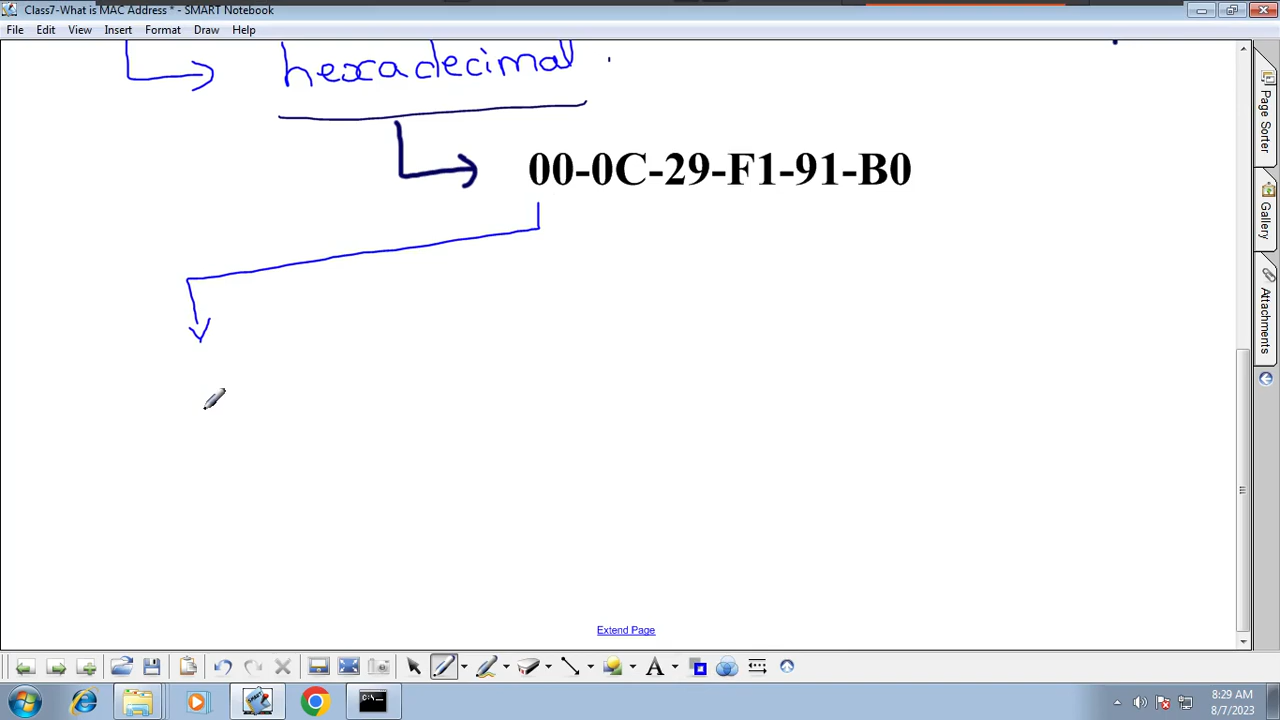 Class7-What is MAC Address * - SMART Notebook
File Edit View Insert Format Draw Help
hexadecimal .
00-0C-29-F1-91-B0
Page Sorter
Gallery
Attachments
Extend Page
A
8:29 AM
8/7/2023